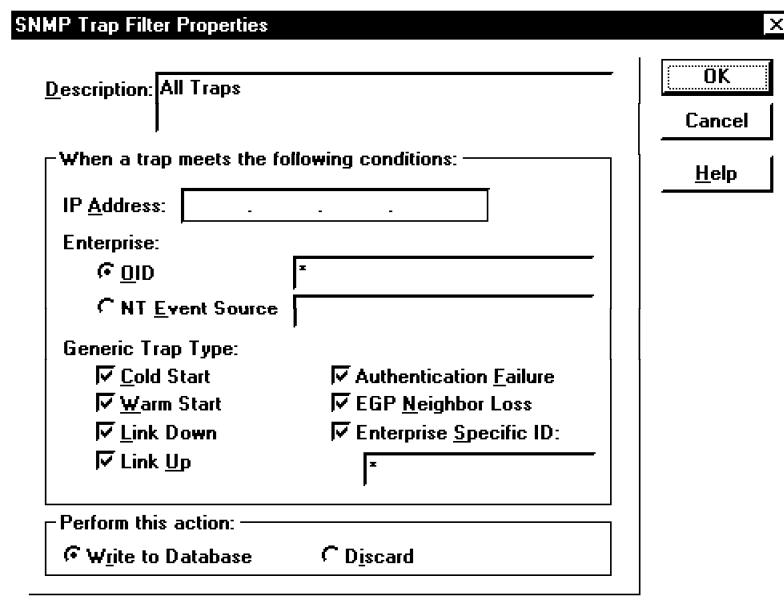 SNMP Trap Filter Properties
Description: All Traps
OK
Cancel
Help
When a trap meets the following conditions:
IP Address: . . .
Enterprise:
OID *
NT Event Source
Generic Trap Type:
Cold Start Authentication Failure
Warm Start EGP Neighbor Loss
Link Down Enterprise Specific ID:
Link Up *
Perform this action:
Write to Database Discard